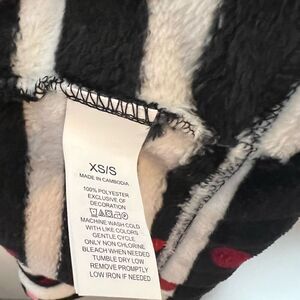 XS/S
MADE IN CAMBODIA
100% POLYESTER
EXCLUSIVE OF
DECORATION
MACHINE WASH COLD
WITH LIKE COLORS
GENTLE CYCLE
ONLY NON-CHLORINE
BLEACH WHEN NEEDED
TUMBLE DRY LOW
REMOVE PROMPTLY
LOW IRON IF NEEDED